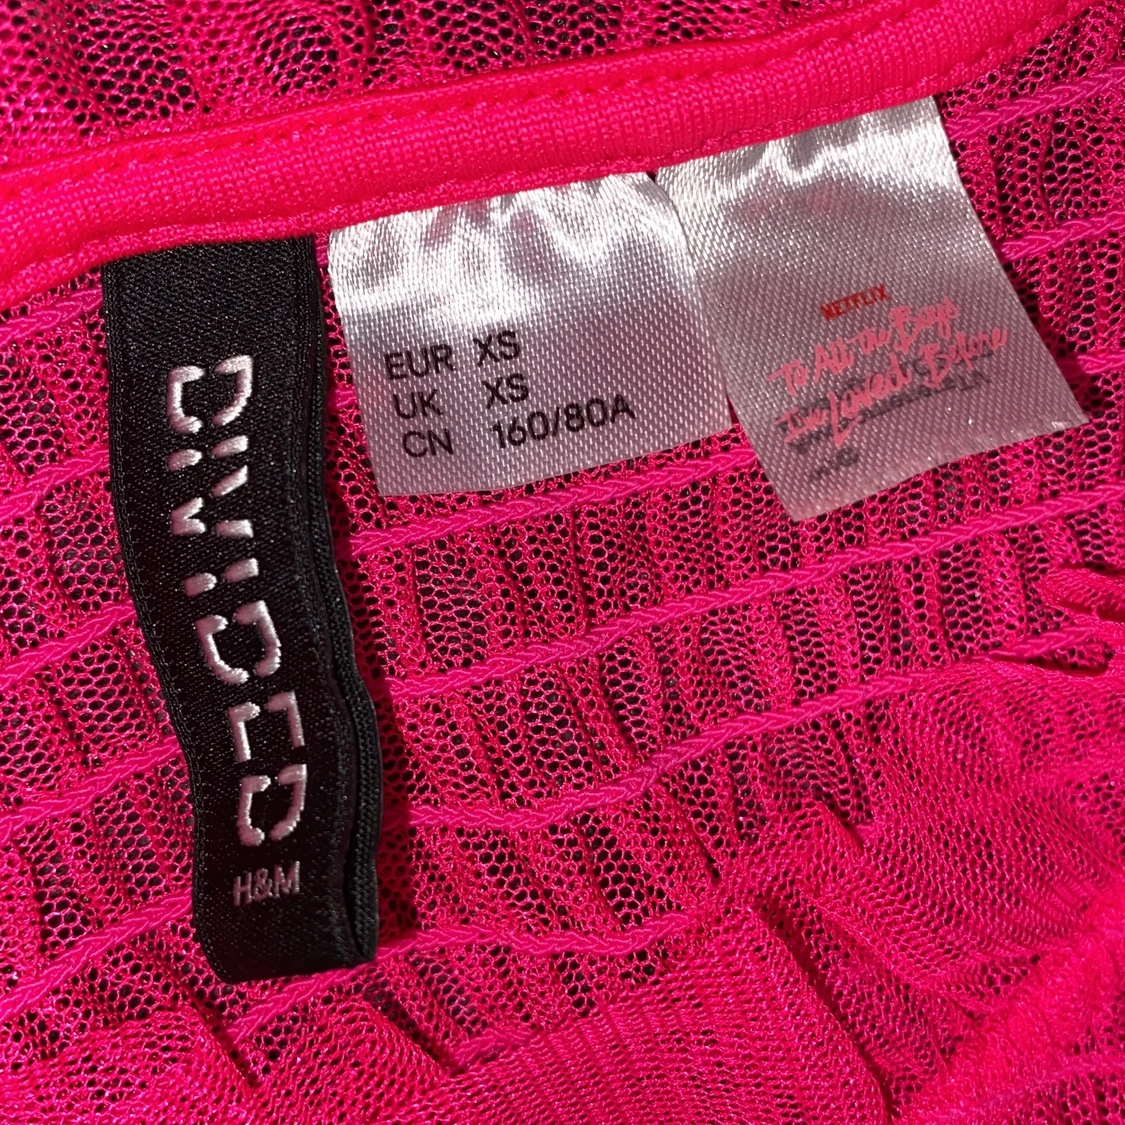 DIVIDED
H&M
EUR XS
UK XS
CN 160/80A
NETFLIX
To All the Boys
I've Loved Before